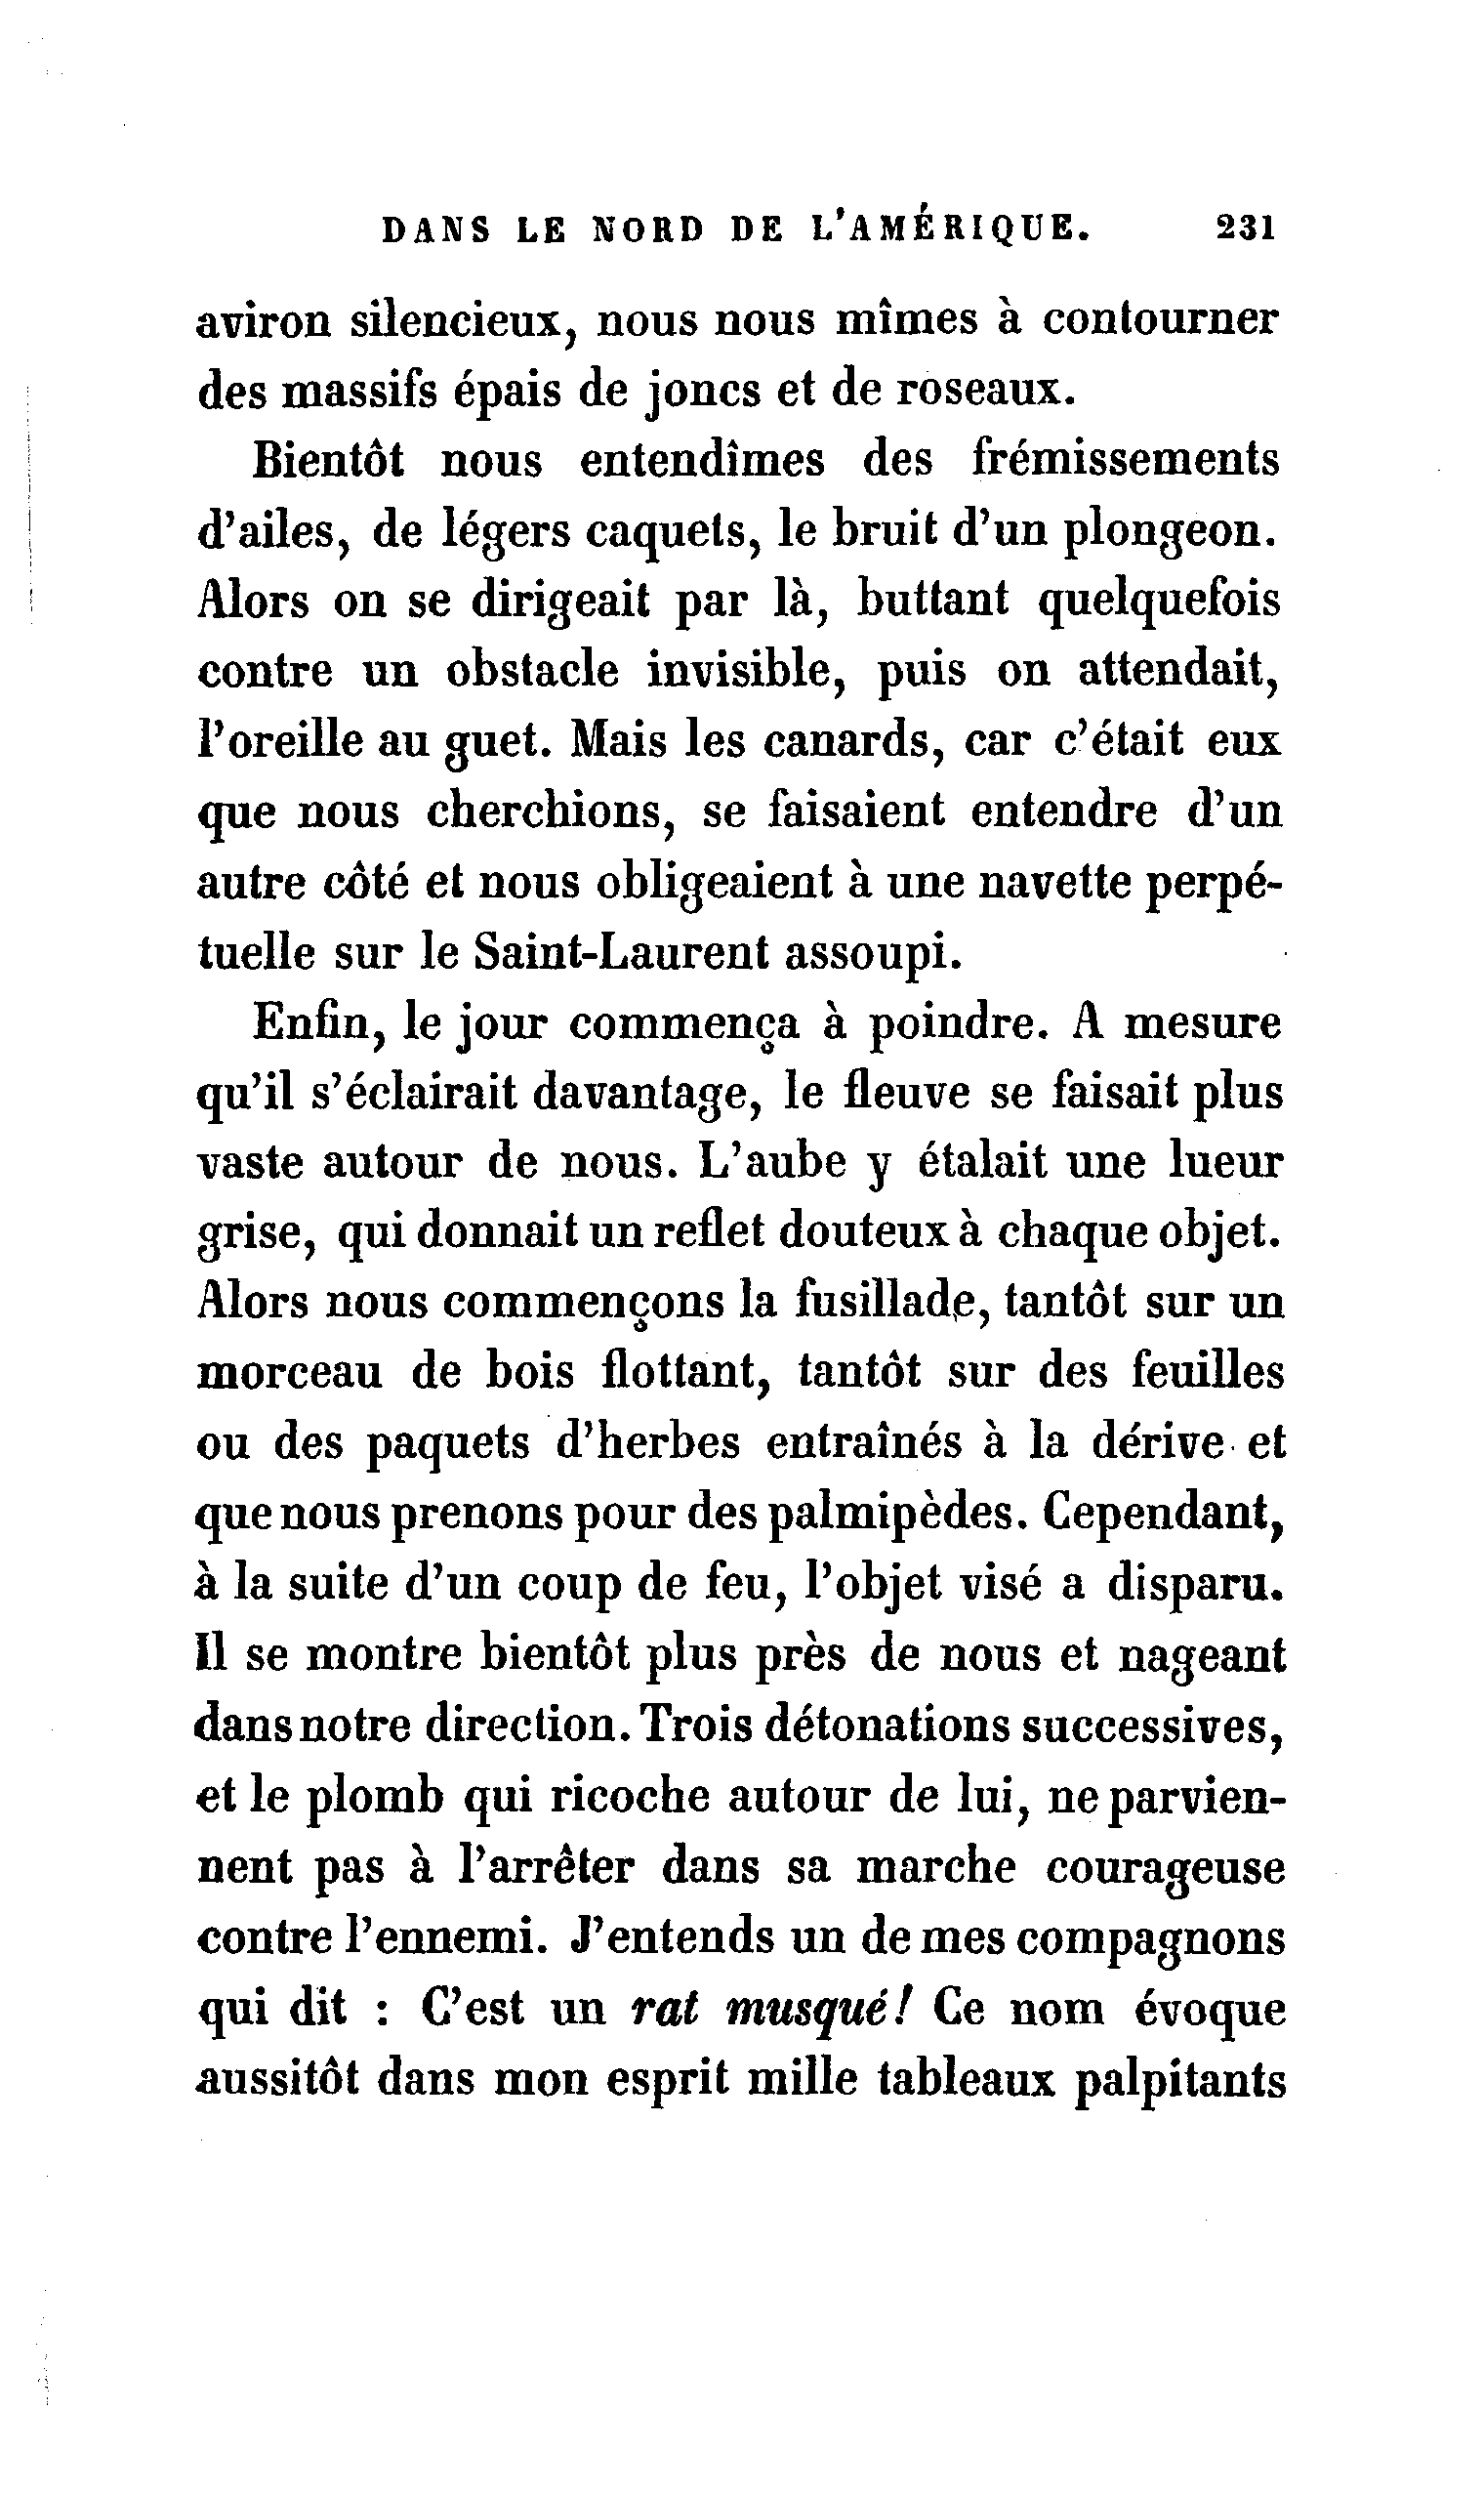 DANS LE NORD DE L'AMÉRIQUE. 231
aviron silencieux, nous nous mîmes à contourner
des massifs épais de joncs et de roseaux.
Bientôt nous entendîmes des frémissements
d'ailes, de légers caquets, le bruit d'un plongeon.
Alors on se dirigeait par là, buttant quelquefois
contre un obstacle invisible, puis on attendait,
l'oreille au guet. Mais les canards, car c'était eux
que nous cherchions, se faisaient entendre d'un
autre côté et nous obligeaient à une navette perpé-
tuelle sur le Saint-Laurent assoupi.
Enfin, le jour commença à poindre. A mesure
qu'il s'éclairait davantage, le fleuve se faisait plus
vaste autour de nous. L'aube y étalait une lueur
grise, qui donnait un reflet douteux à chaque objet.
Alors nous commençons la fusillade, tantôt sur un
morceau de bois flottant, tantôt sur des feuilles
ou des paquets d'herbes entraînés à la dérive et
que nous prenons pour des palmipèdes. Cependant,
à la suite d'un coup de feu, l'objet visé a disparu.
Il se montre bientôt plus près de nous et nageant
dans notre direction. Trois détonations successives,
et le plomb qui ricoche autour de lui, ne parvien-
nent pas à l'arrêter dans sa marche courageuse
contre l'ennemi. J'entends un de mes compagnons
qui dit : C'est un rat musqué! Ce nom évoque
aussitôt dans mon esprit mille tableaux palpitants